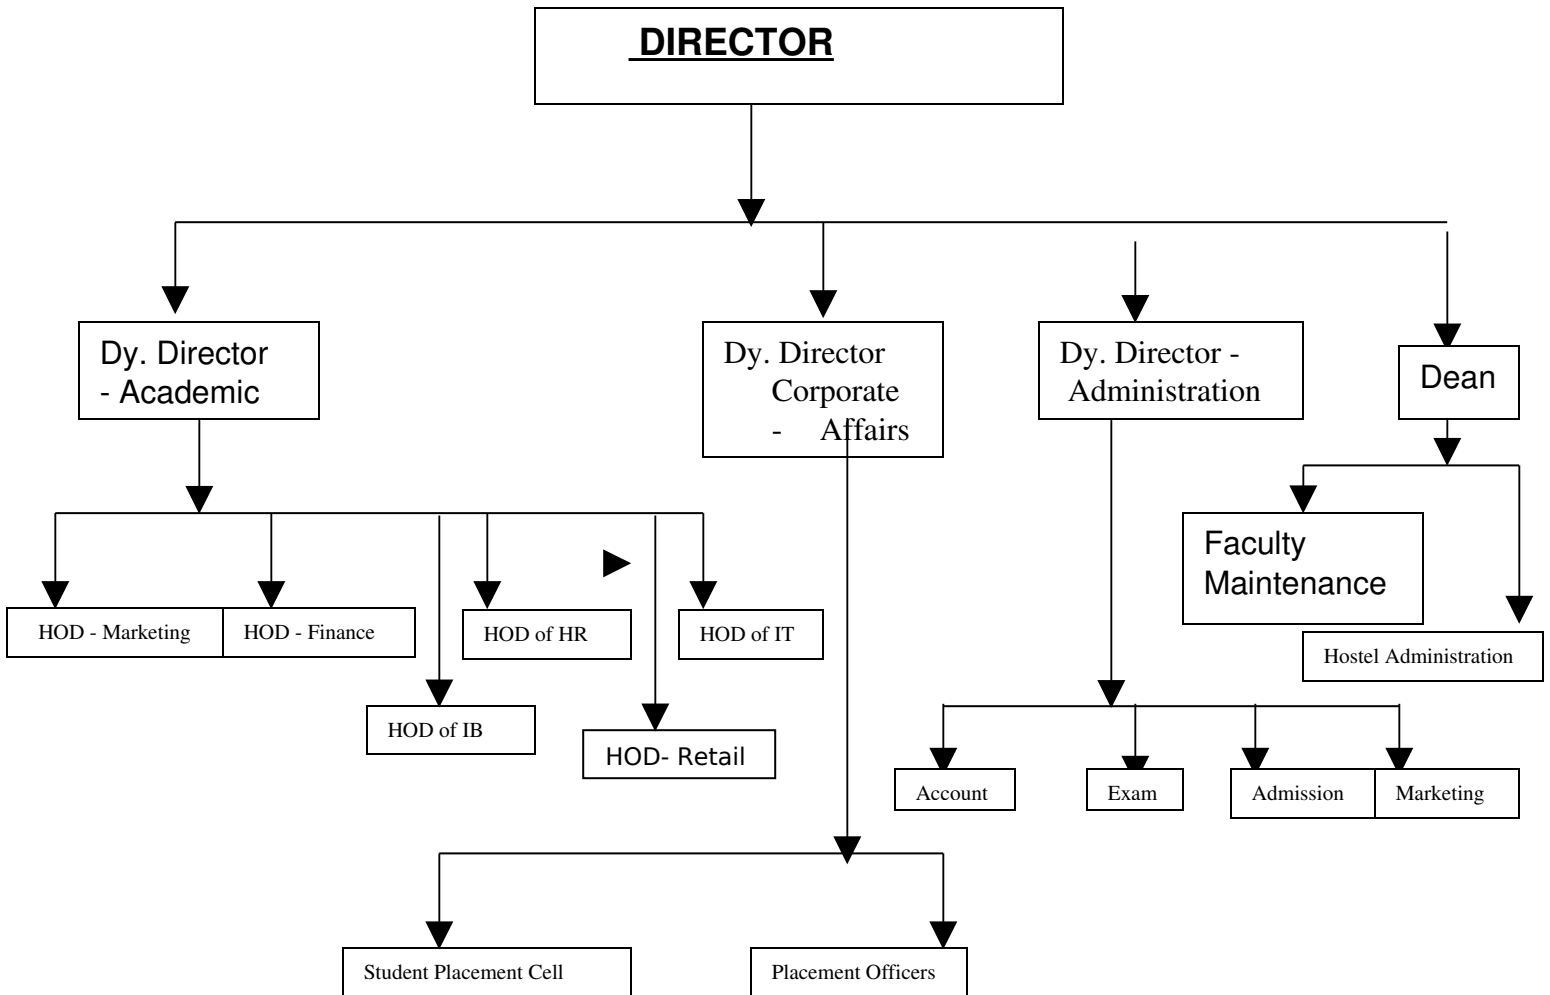 DIRECTOR
Dy. Director
- Academic
Dy. Director
Corporate
- Affairs
Dy. Director -
Administration
Dean
Faculty
Maintenance
HOD - Marketing
HOD - Finance
HOD of HR
HOD of IT
Hostel Administration
HOD of IB
HOD- Retail
Account
Exam
Admission
Marketing
Student Placement Cell
Placement Officers